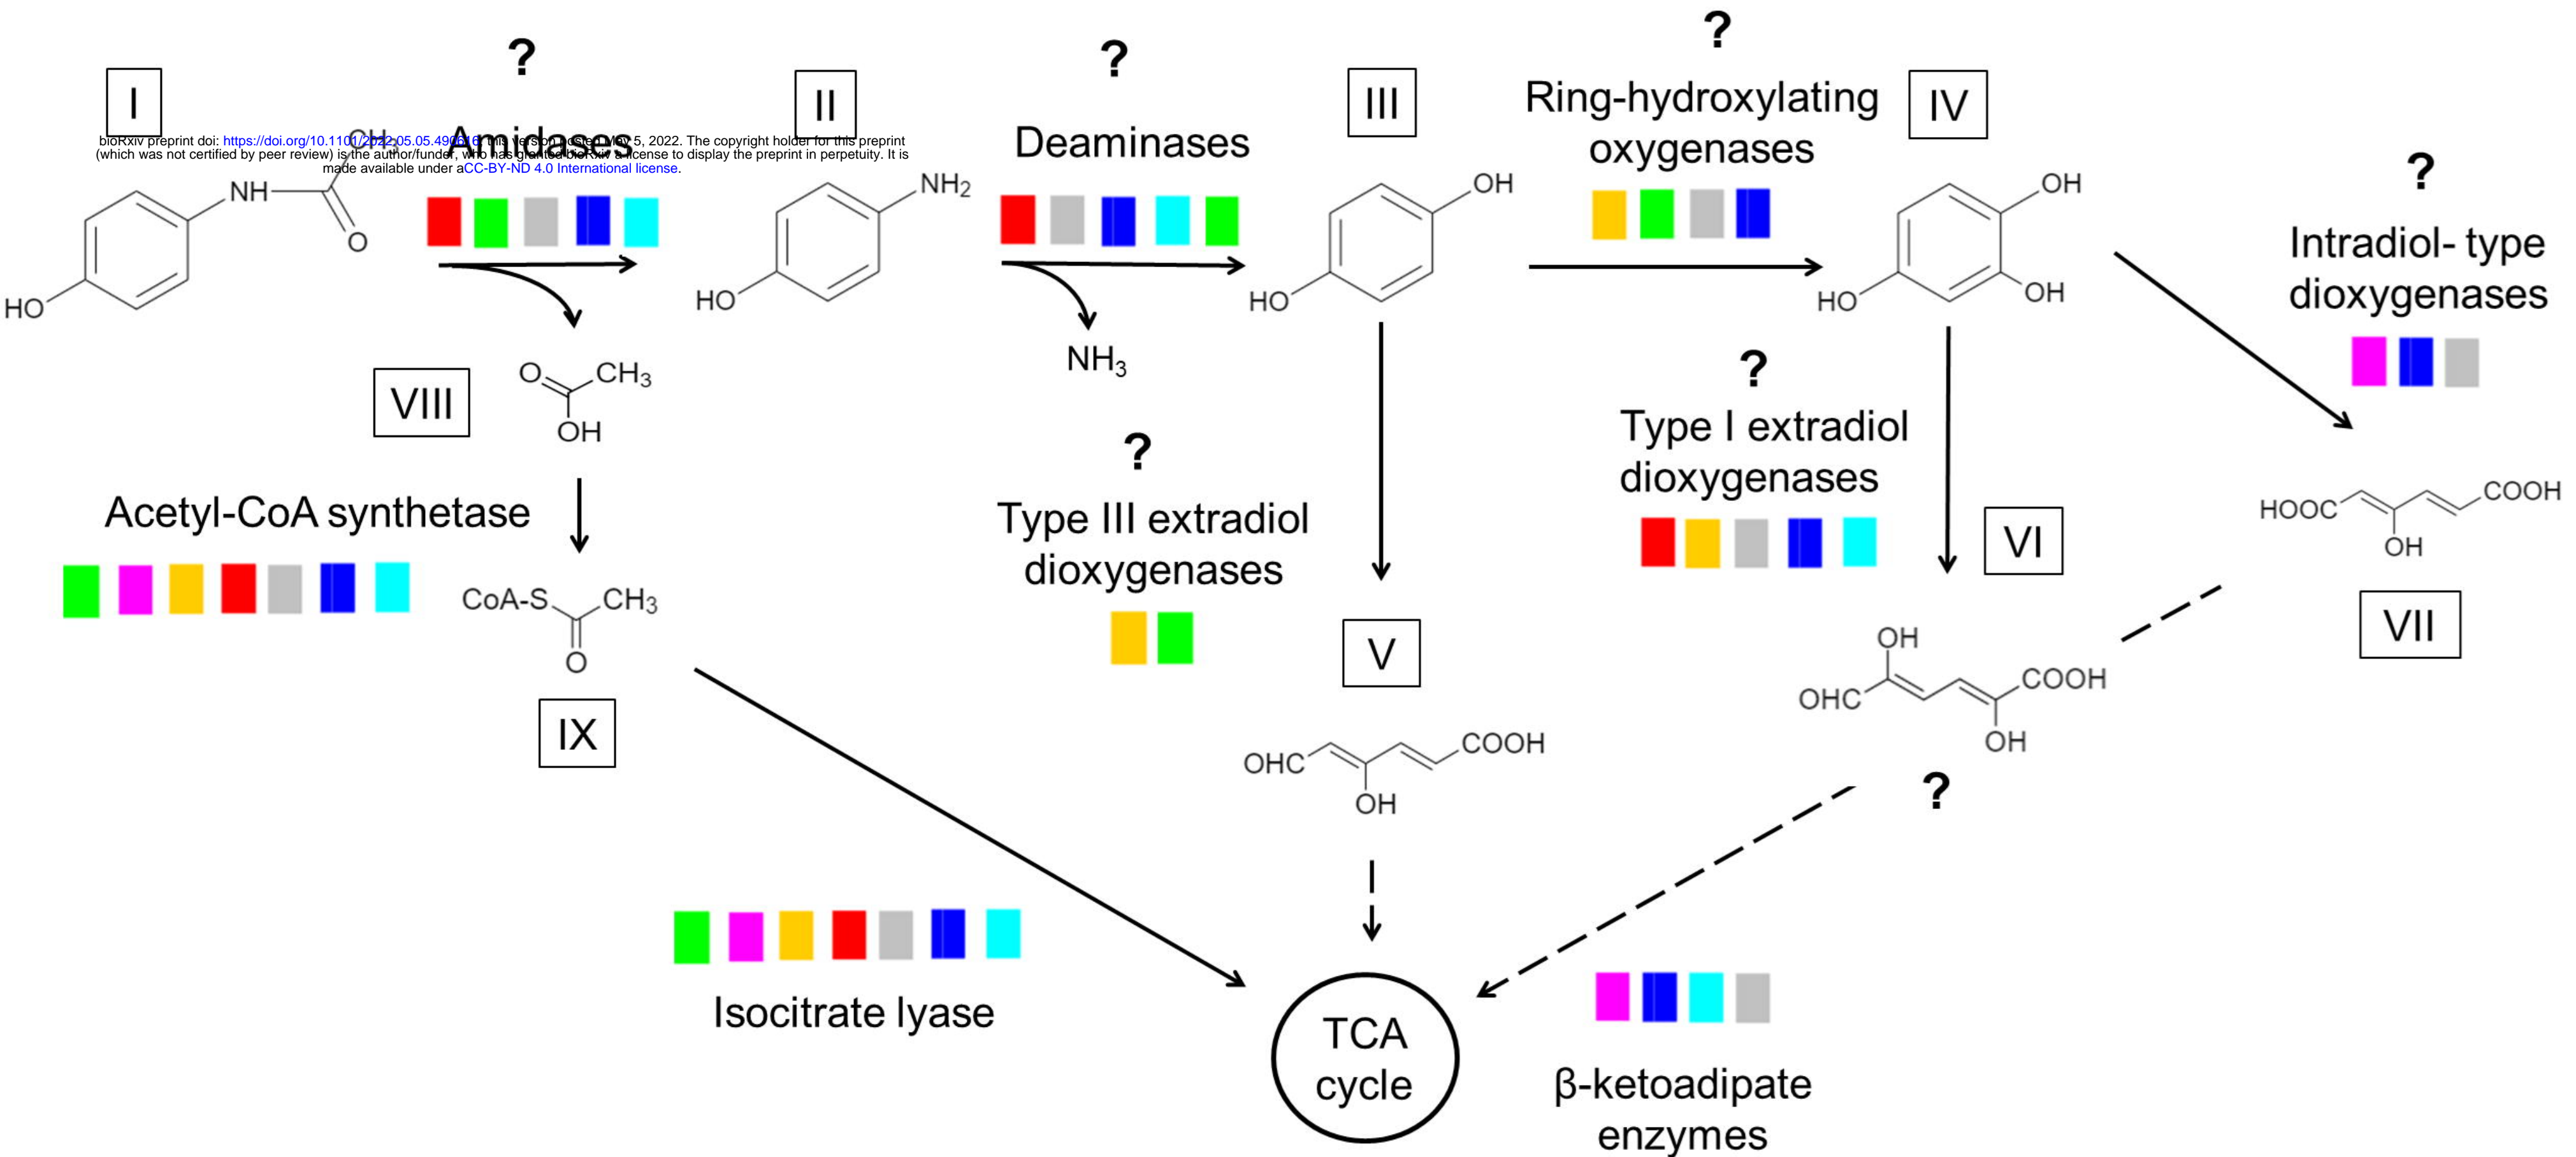 ?
?
?
I
II
III
IV
Ring-hydroxylating
oxygenases
Amidases
Deaminases
bioRxiv preprint doi: https://doi.org/10.1101/2022.05.05.490616; this version posted May 5, 2022. The copyright holder for this preprint
(which was not certified by peer review) is the author/funder, who has granted bioRxiv a license to display the preprint in perpetuity. It is
made available under aCC-BY-ND 4.0 International license.
CH3
NH
O
HO
NH2
HO
OH
HO
OH
OH
HO
?
Intradiol- type
dioxygenases
NH3
VIII
O
CH3
OH
?
Type I extradiol
dioxygenases
?
Type III extradiol
dioxygenases
Acetyl-CoA synthetase
VI
HOOC
COOH
OH
VII
CoA-S
CH3
O
IX
V
OH
OHC
COOH
OH
OHC
COOH
OH
?
Isocitrate lyase
TCA
cycle
β-ketoadipate
enzymes